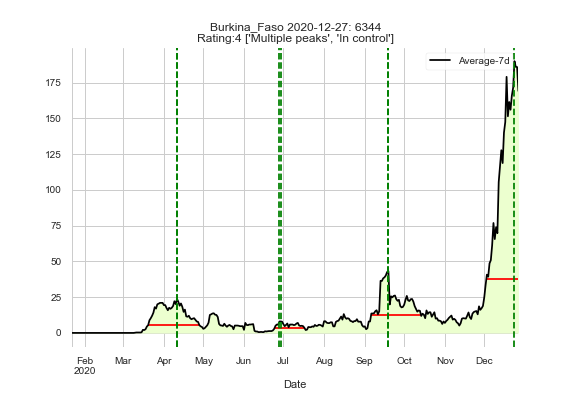 Burkina_Faso 2020-12-27: 6344
Rating:4 ['Multiple peaks', 'In control']
Average-7d
175
150
125
100
75
50
25
0
Feb Mar Apr May Jun Jul Aug Sep Oct Nov Dec
2020
Date